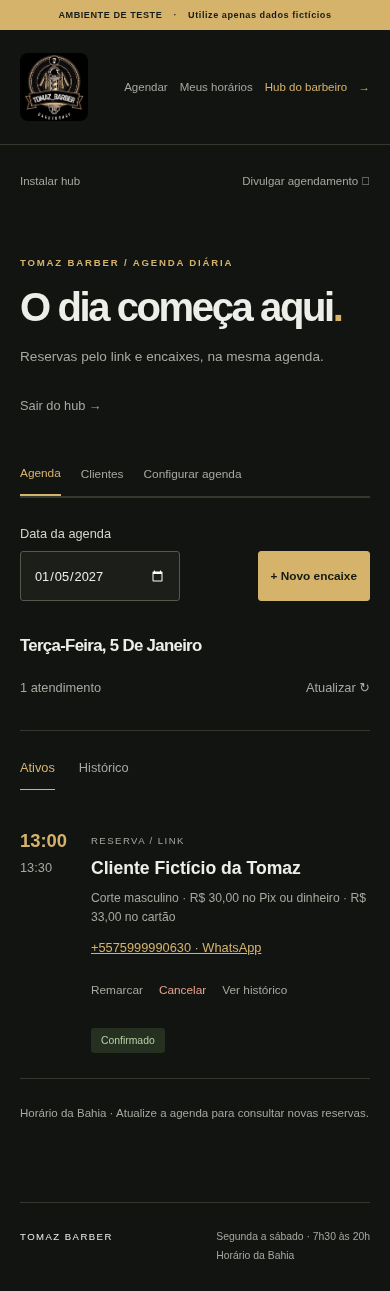 AMBIENTE DE TESTE · Utilize apenas dados fictícios
TOMAZ_BARBER
Agendar Meus horários Hub do barbeiro →
Instalar hub Divulgar agendamento
TOMAZ BARBER / AGENDA DIÁRIA
O dia começa aqui.
Reservas pelo link e encaixes, na mesma agenda.
Sair do hub →
Agenda Clientes Configurar agenda
Data da agenda
01/05/2027 + Novo encaixe
Terça-Feira, 5 De Janeiro
1 atendimento Atualizar ↻
Ativos Histórico
13:00 RESERVA / LINK
13:30 Cliente Fictício da Tomaz
Corte masculino · R$ 30,00 no Pix ou dinheiro · R$
33,00 no cartão
+5575999990630 · WhatsApp
Remarcar Cancelar Ver histórico
Confirmado
Horário da Bahia · Atualize a agenda para consultar novas reservas.
TOMAZ BARBER Segunda a sábado · 7h30 às 20h
Horário da Bahia